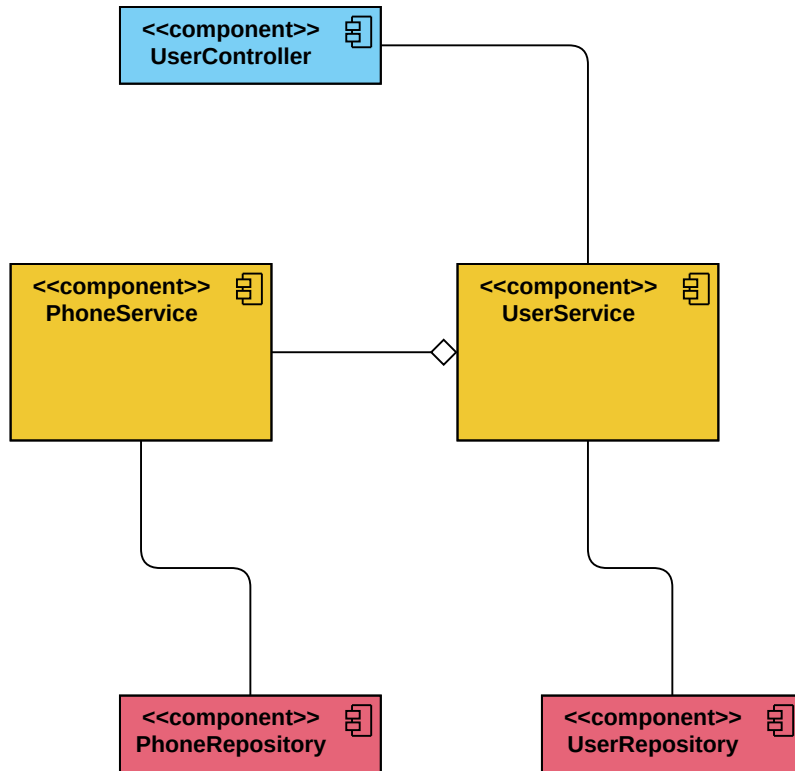 <<component>>
UserController
<<component>>
PhoneService
<<component>>
UserService
<<component>>
PhoneRepository
<<component>>
UserRepository